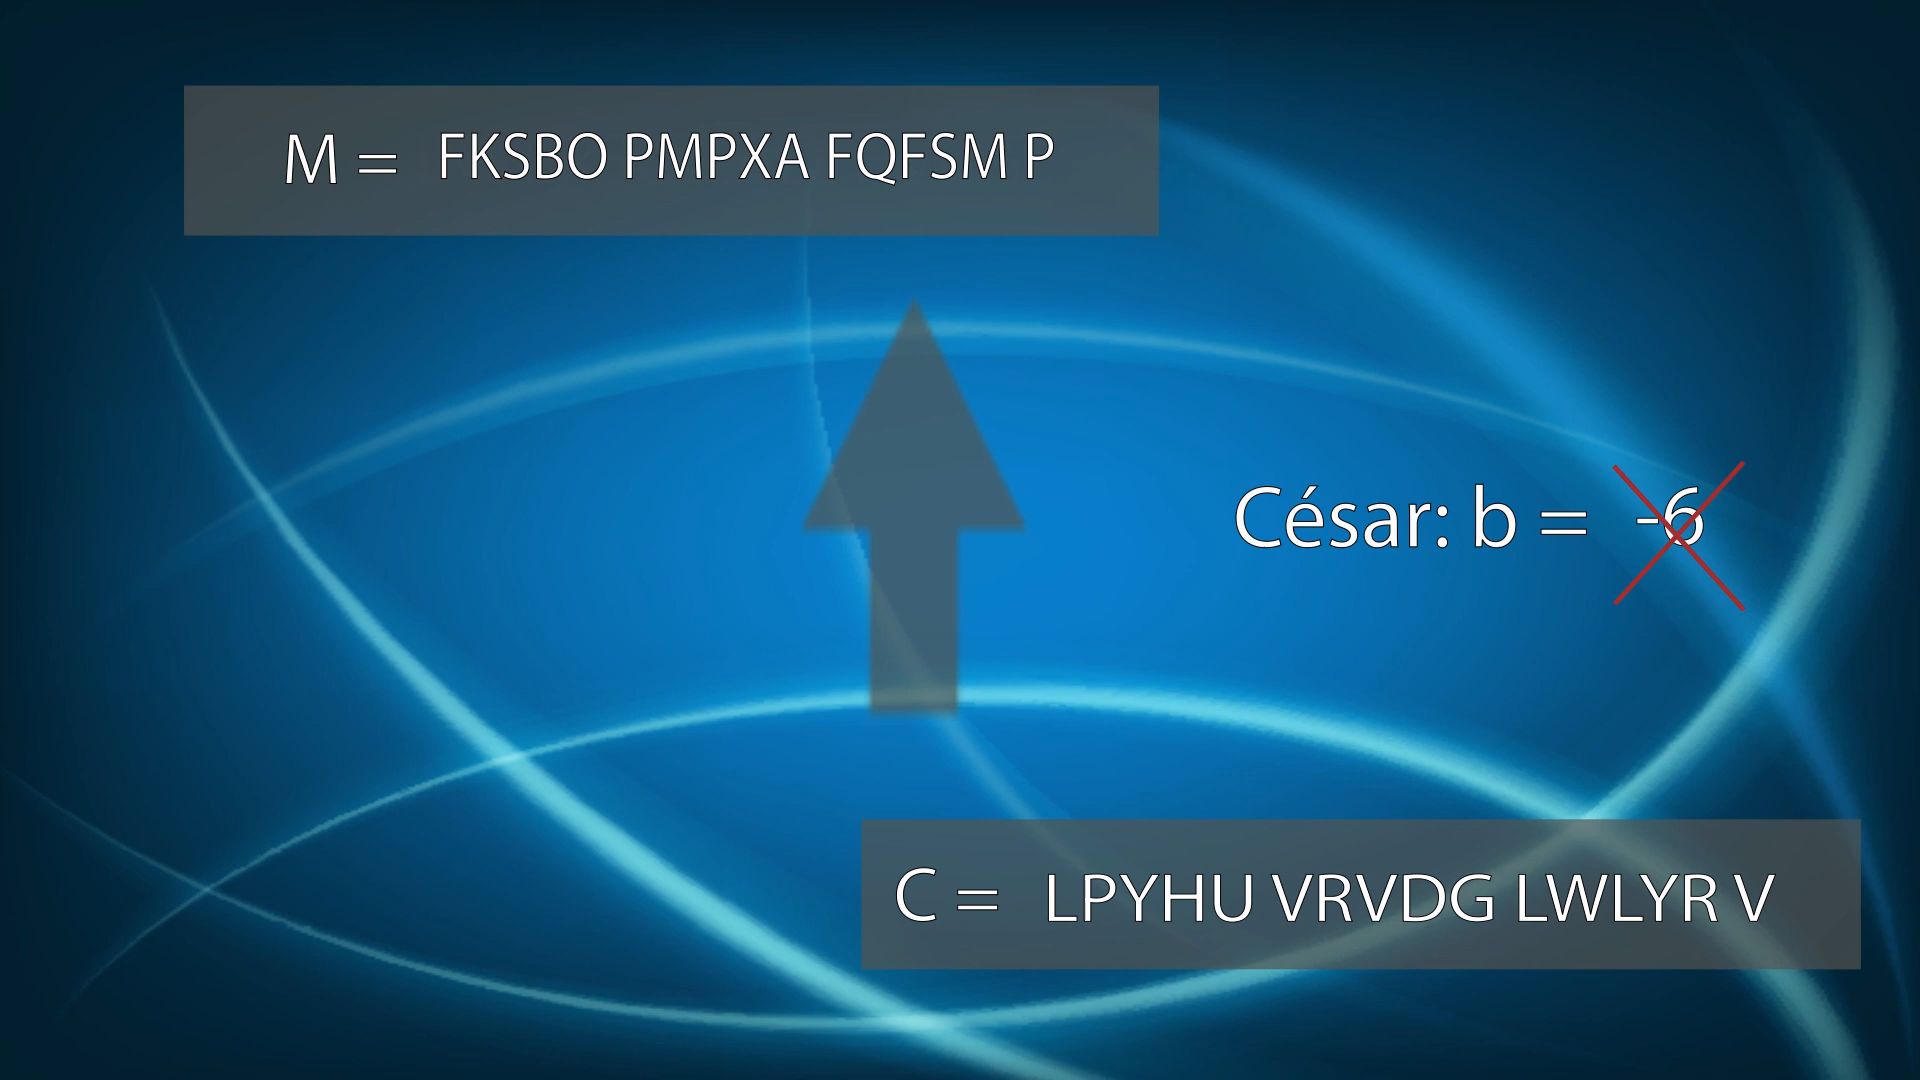 M = FKSBO PMPXA FQFSM P
César: b = -6
C = LPYHU VRVDG LWLYR V